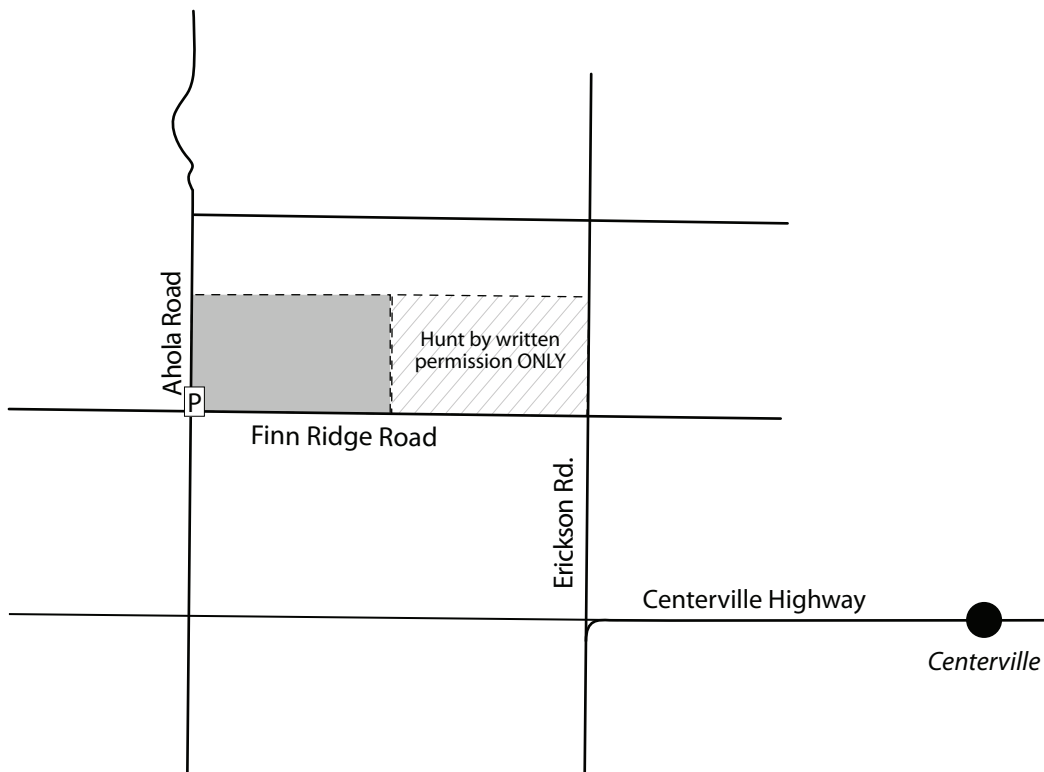 Ahola Road
Hunt by written
permission ONLY
P
Finn Ridge Road
Erickson Rd.
Centerville Highway
Centerville